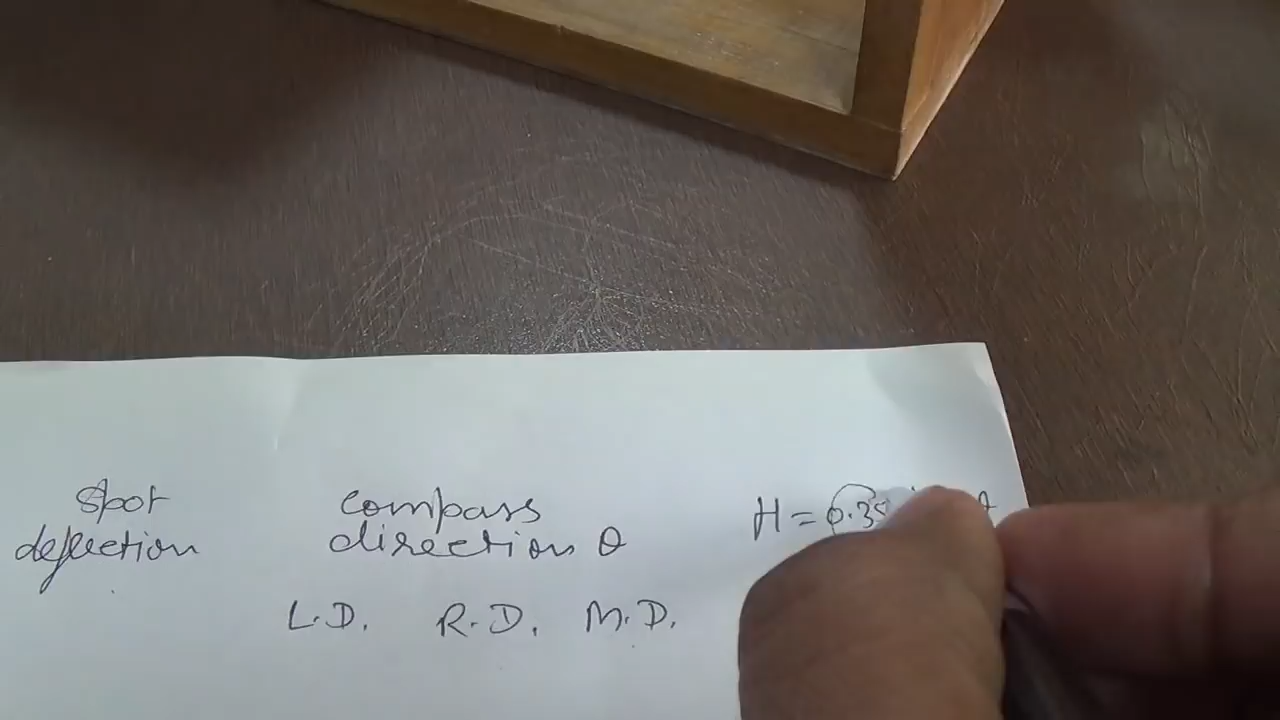 Spot
deflection
compass
direction θ
H = 0.35
L.D. R.D. M.D.